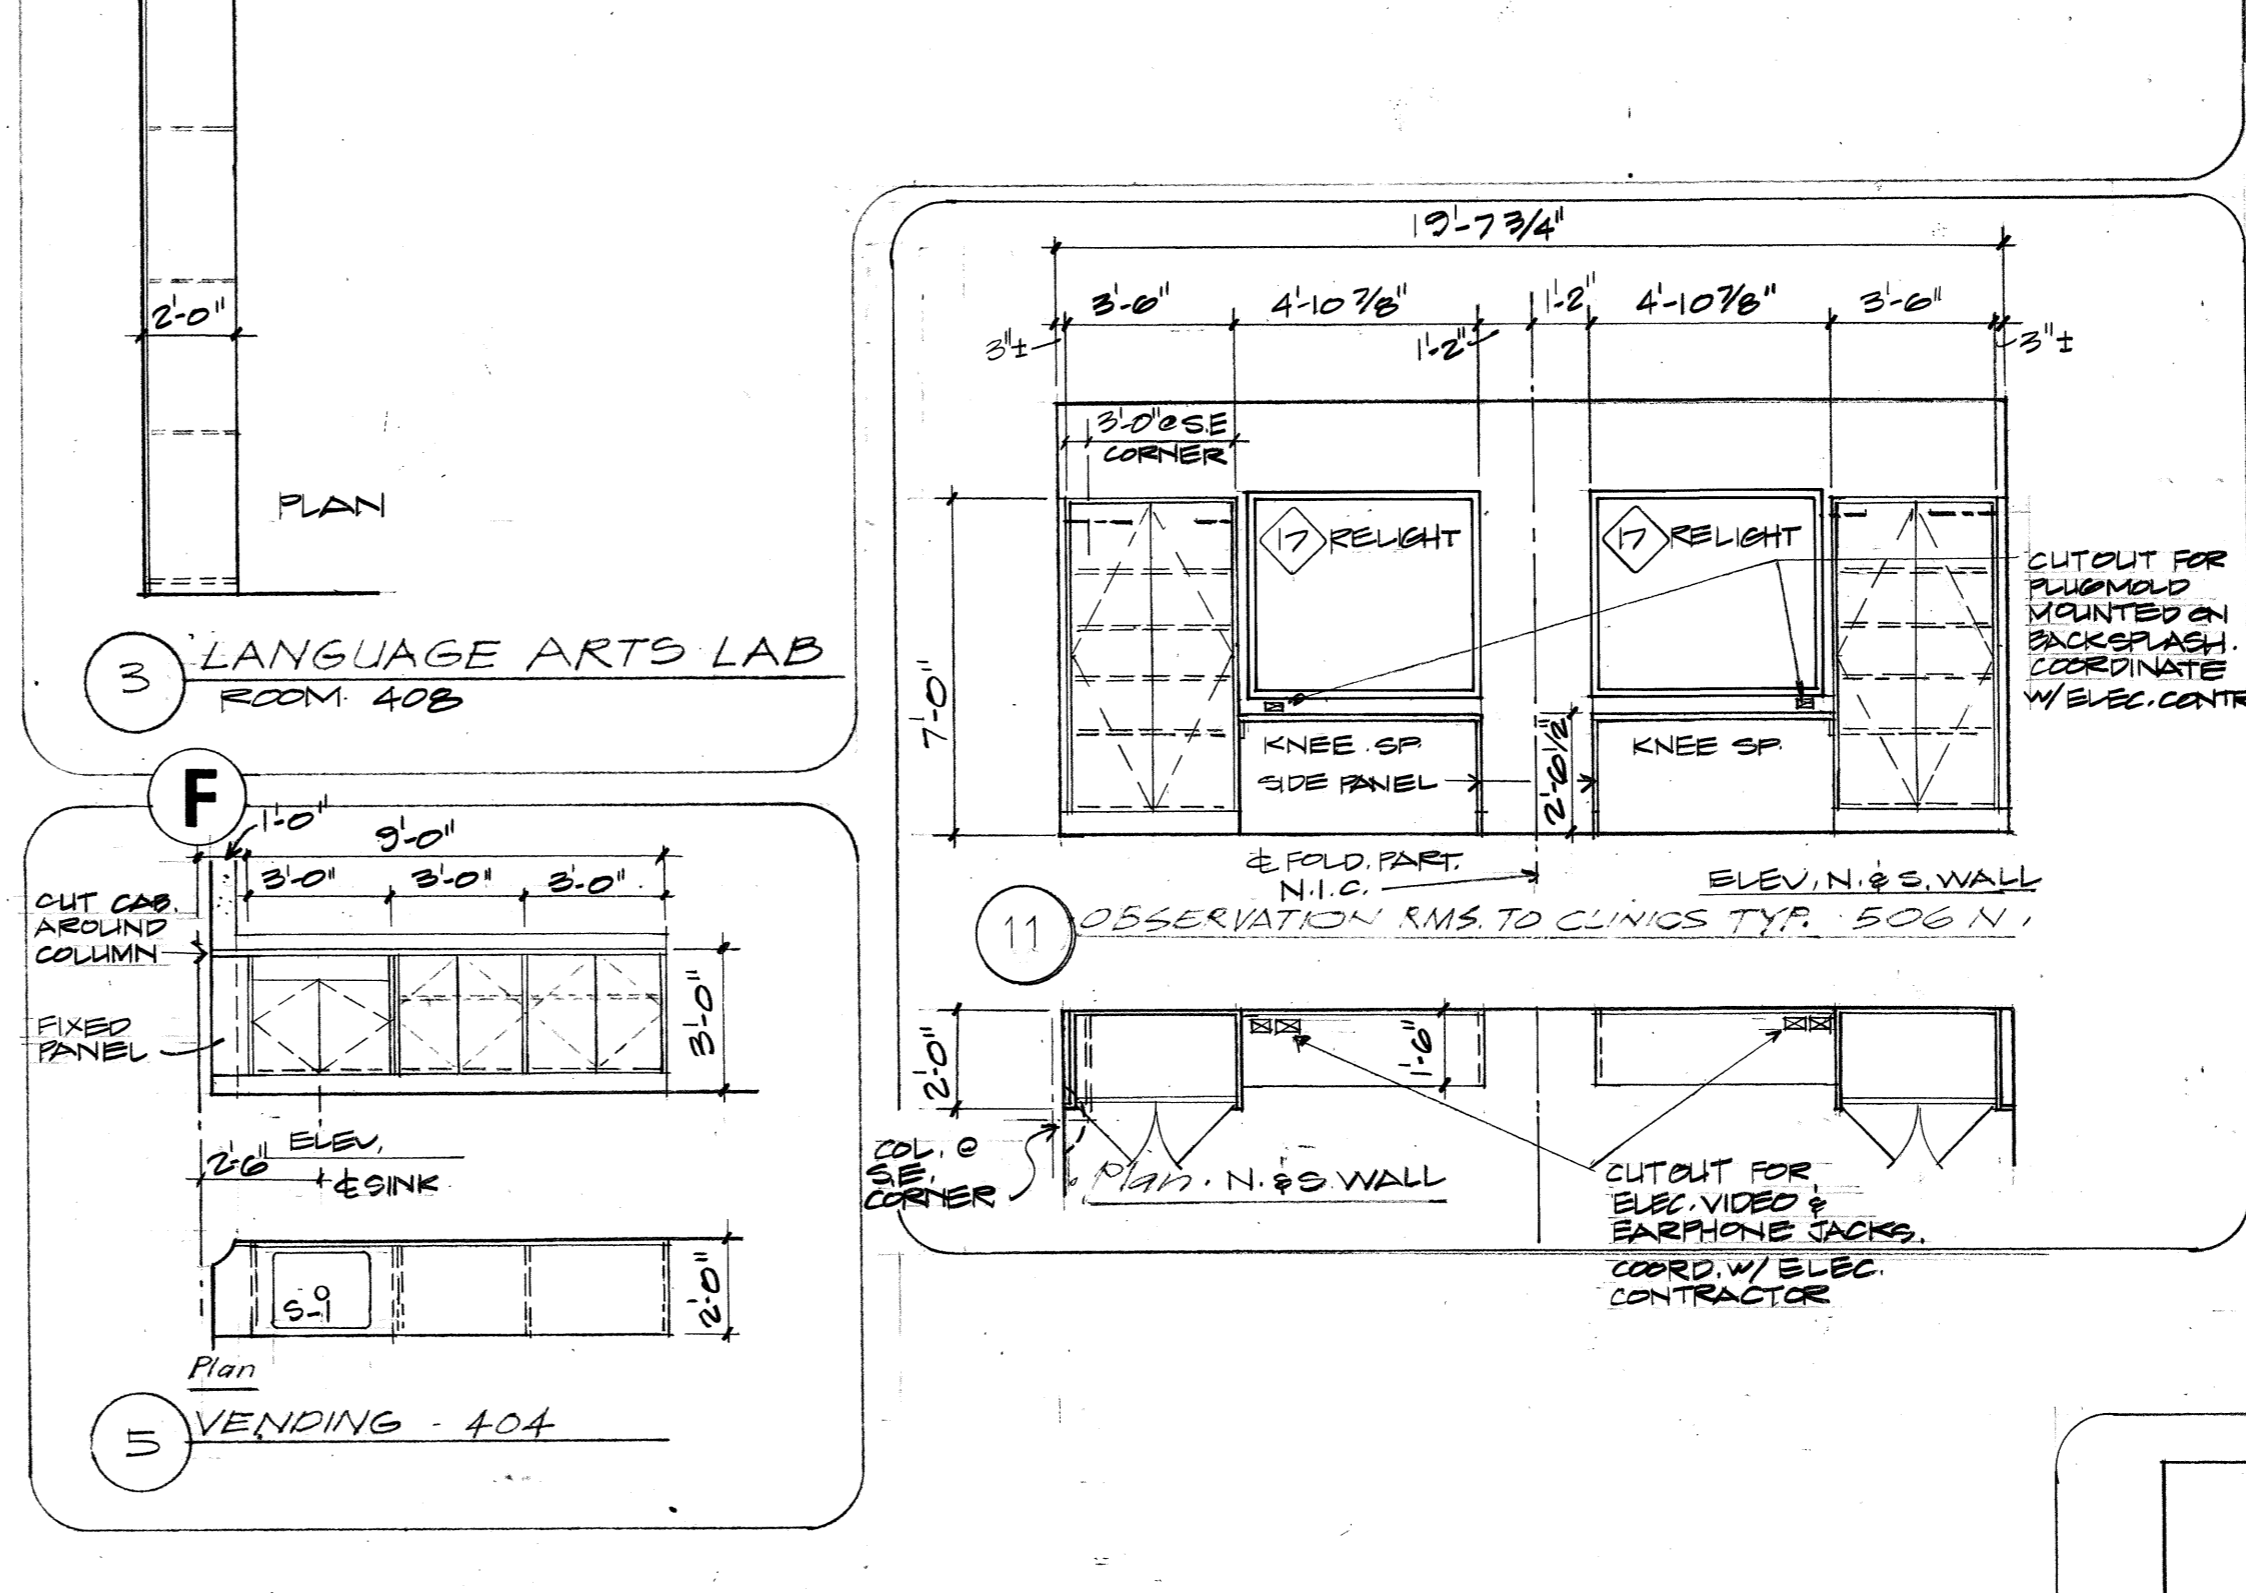 2'-0"
PLAN
3
LANGUAGE ARTS LAB
ROOM. 408
F
1'-0"
9'-0"
3'-0"
3'-0"
3'-0"
CUT CAB.
AROUND
COLUMN
FIXED
PANEL
3'-0"
ELEV.
2'-6"
℄ SINK
S-1
2'-0"
Plan
5
VENDING - 404
19'-7 3/4"
3'-6"
4'-10 7/8"
1'-2"
4'-10 7/8"
3'-6"
3"±
1'-2"
3"±
3'-0" @ S.E
CORNER
17 RELIGHT
17 RELIGHT
CUTOUT FOR
PLUGMOLD
MOUNTED ON
BACKSPLASH.
COORDINATE
W/ELEC.CONTR
7'-0"
KNEE. SP.
KNEE SP.
SIDE PANEL
2'-6 1/2"
℄ FOLD. PART.
N.I.C.
ELEV. N. & S. WALL
11
OBSERVATION RMS. TO CLINICS TYP. 506 N
2'-0"
1'-6"
COL. @
S.E.
CORNER
Plan. N. & S. WALL
CUTOUT FOR
ELEC. VIDEO &
EARPHONE JACKS.
COORD. W/ ELEC.
CONTRACTOR